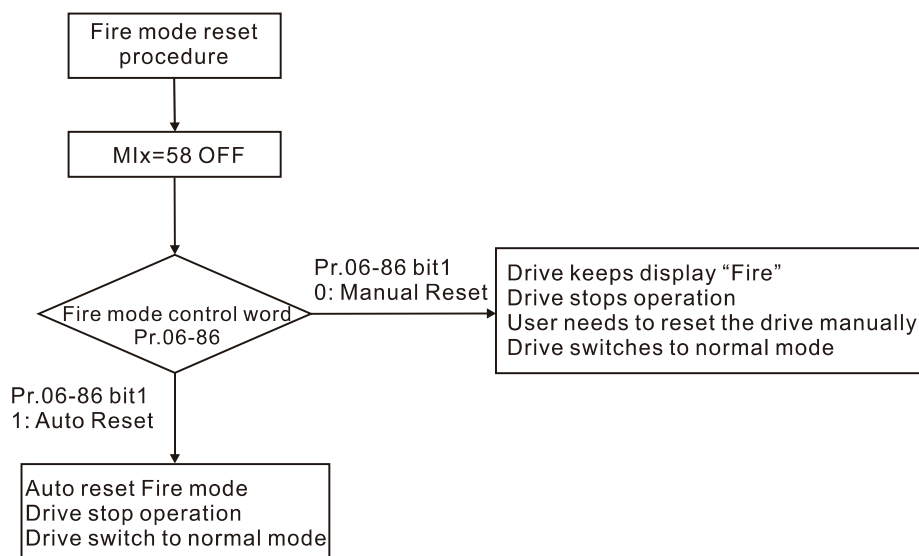 Fire mode reset
procedure
MIx=58 OFF
Fire mode control word
Pr.06-86
Pr.06-86 bit1
0: Manual Reset
Drive keeps display “Fire”
Drive stops operation
User needs to reset the drive manually
Drive switches to normal mode
Pr.06-86 bit1
1: Auto Reset
Auto reset Fire mode
Drive stop operation
Drive switch to normal mode